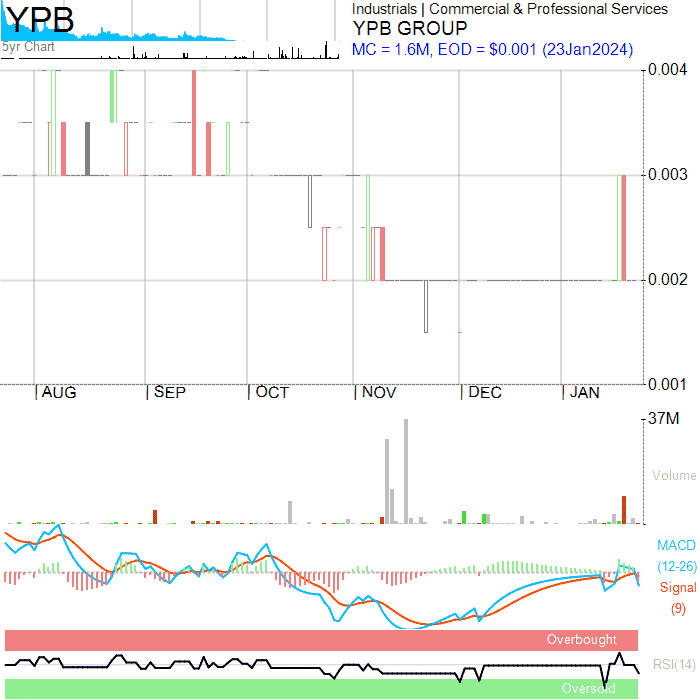 YPB
5yr Chart
Industrials | Commercial & Professional Services
YPB GROUP
MC = 1.6M, EOD = $0.001 (23Jan2024)
0.004
0.003
0.002
0.001
AUG SEP OCT NOV DEC JAN
37M
Volume
MACD
(12-26)
Signal
(9)
Overbought
RSI(14)
Oversold